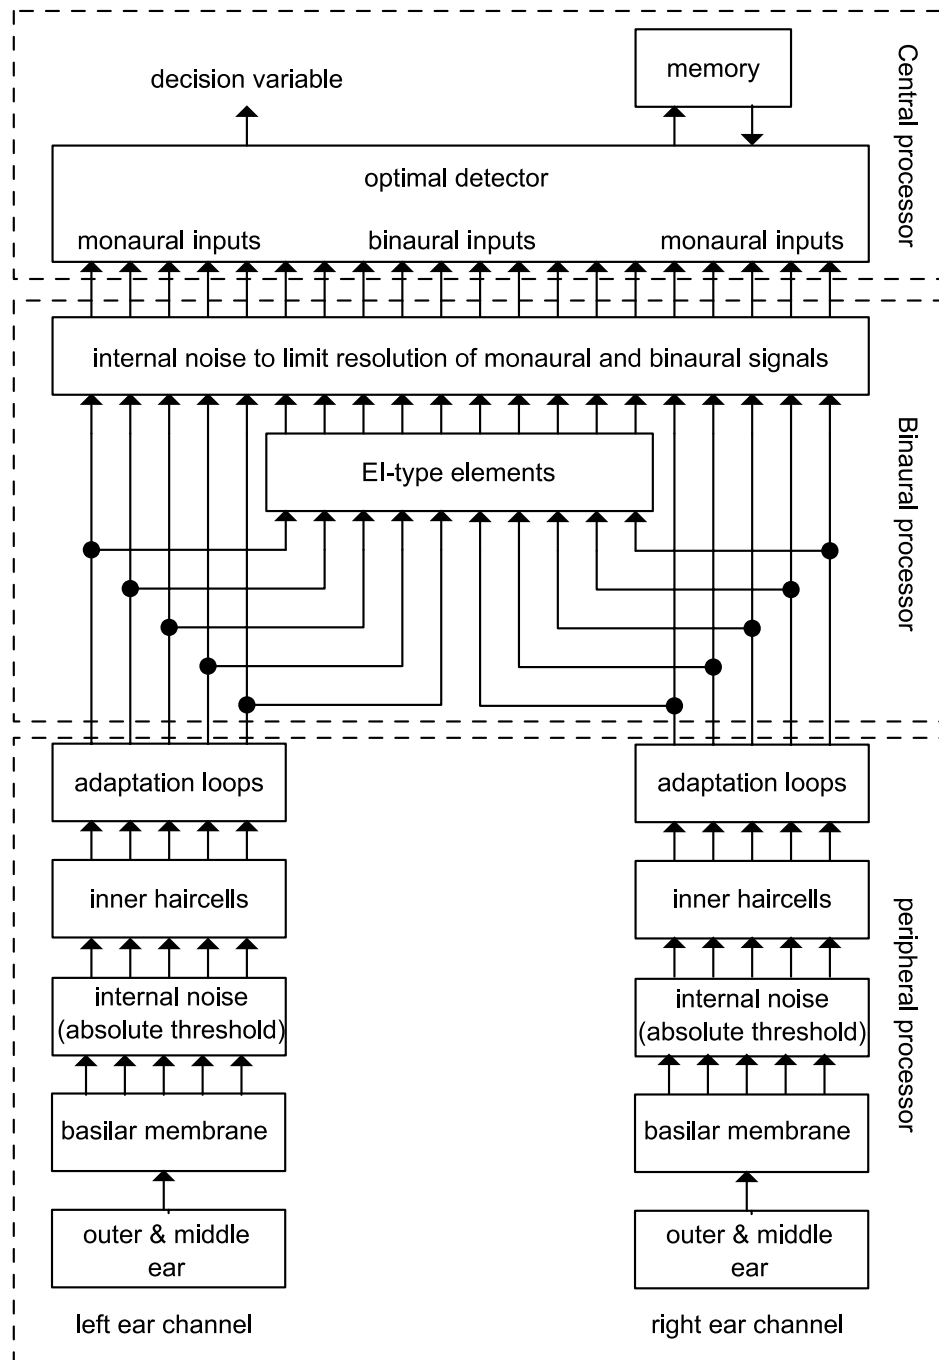 Central processor
decision variable
memory
optimal detector
monaural inputs
binaural inputs
monaural inputs
Binaural processor
internal noise to limit resolution of monaural and binaural signals
EI-type elements
peripheral processor
adaptation loops
adaptation loops
inner haircells
inner haircells
internal noise
(absolute threshold)
internal noise
(absolute threshold)
basilar membrane
basilar membrane
outer & middle
ear
outer & middle
ear
left ear channel
right ear channel